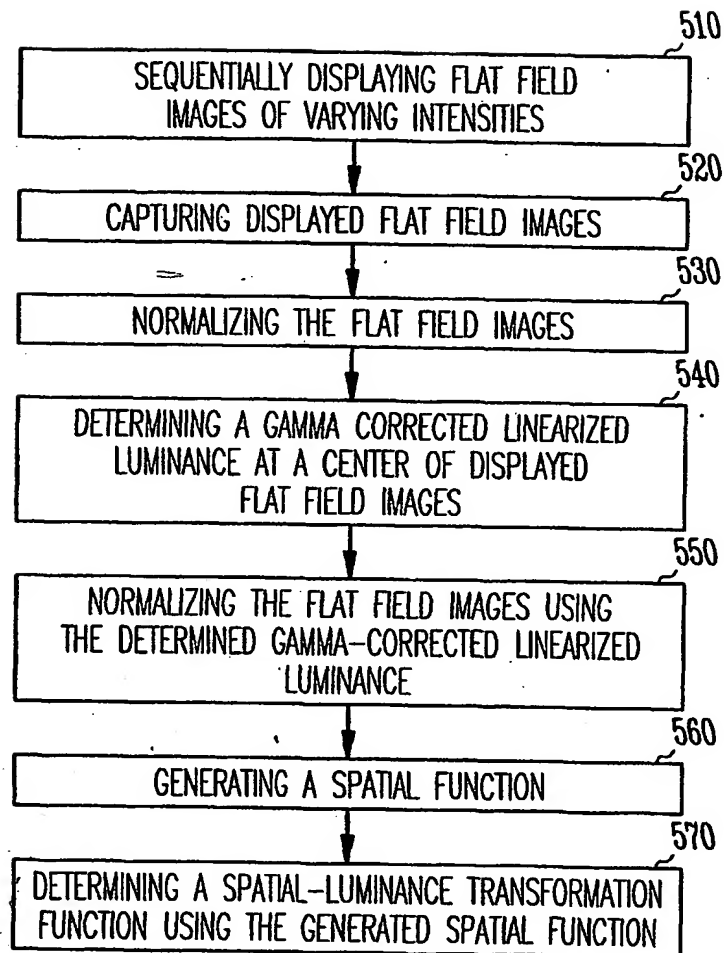 510
SEQUENTIALLY DISPLAYING FLAT FIELD
IMAGES OF VARYING INTENSITIES
520
CAPTURING DISPLAYED FLAT FIELD IMAGES
530
NORMALIZING THE FLAT FIELD IMAGES
540
DETERMINING A GAMMA CORRECTED LINEARIZED
LUMINANCE AT A CENTER OF DISPLAYED
FLAT FIELD IMAGES
550
NORMALIZING THE FLAT FIELD IMAGES USING
THE DETERMINED GAMMA-CORRECTED LINEARIZED
LUMINANCE
560
GENERATING A SPATIAL FUNCTION
570
DETERMINING A SPATIAL-LUMINANCE TRANSFORMATION
FUNCTION USING THE GENERATED SPATIAL FUNCTION